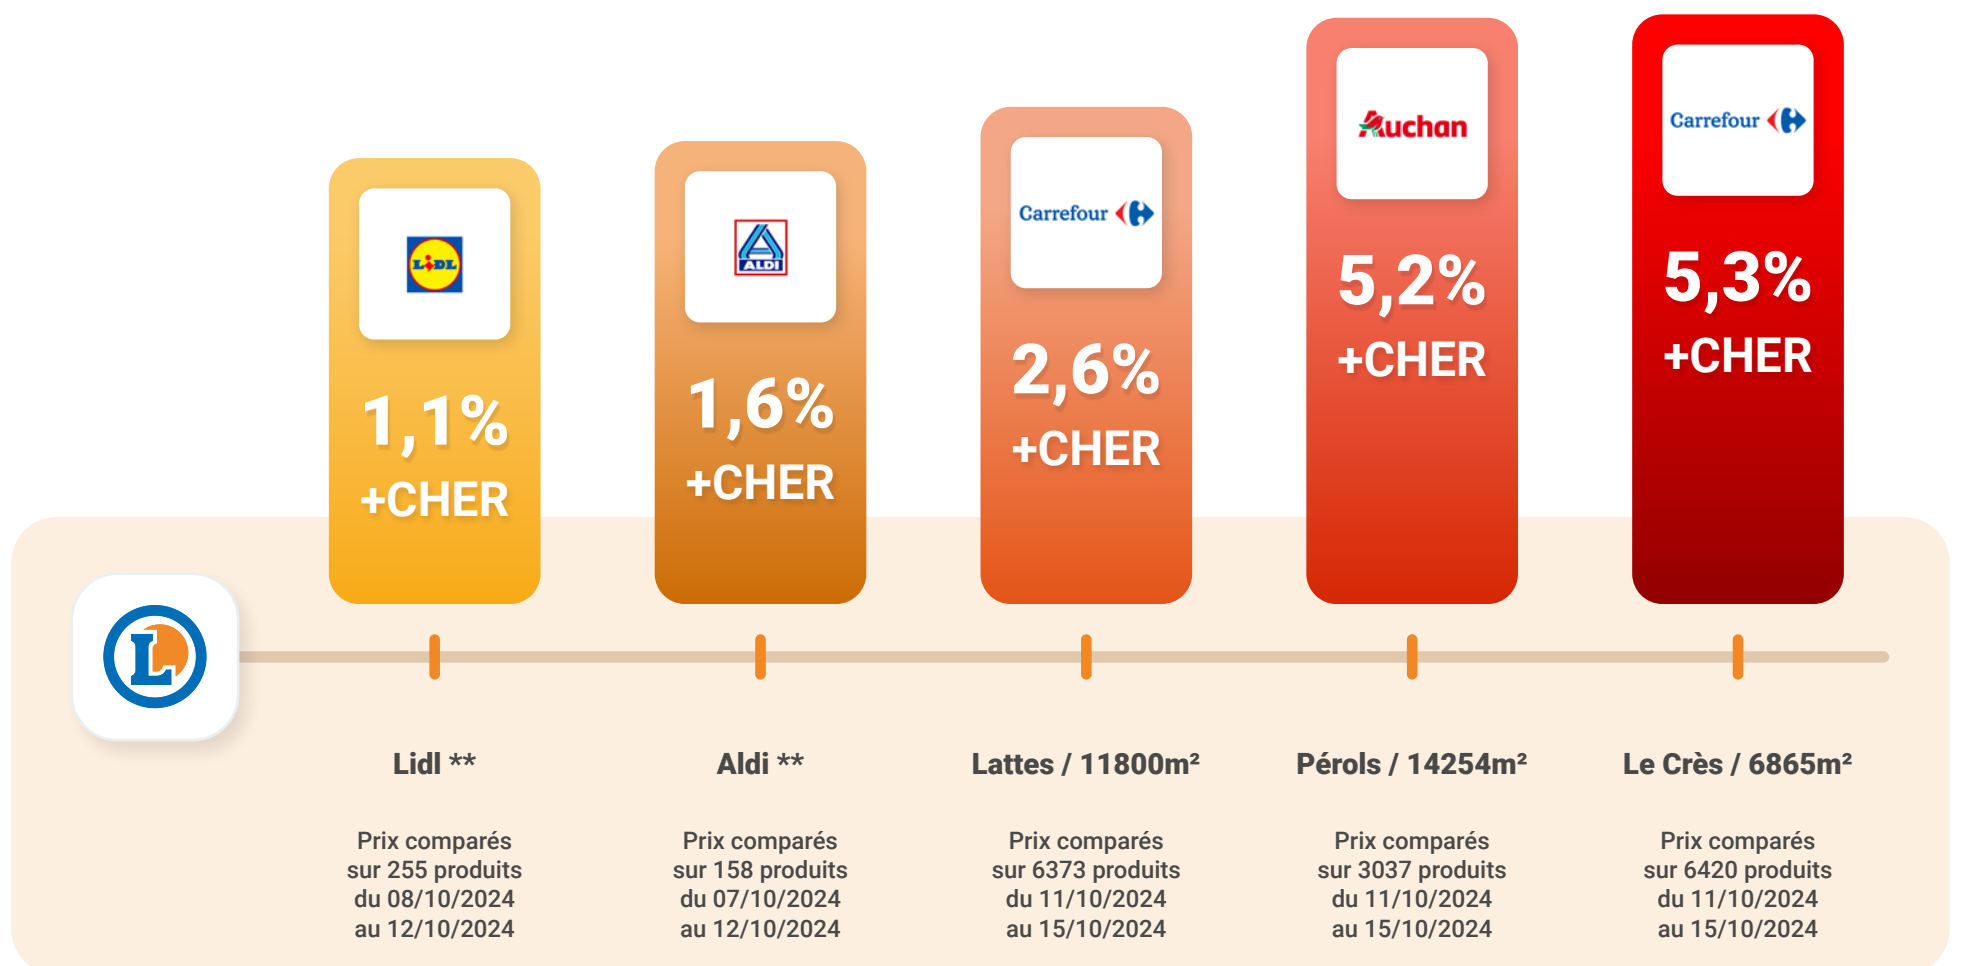 LIDL
1,1%
+CHER
ALDI
1,6%
+CHER
Carrefour
2,6%
+CHER
Auchan
5,2%
+CHER
Carrefour
5,3%
+CHER
L
Lidl **
Prix comparés
sur 255 produits
du 08/10/2024
au 12/10/2024
Aldi **
Prix comparés
sur 158 produits
du 07/10/2024
au 12/10/2024
Lattes / 11800m²
Prix comparés
sur 6373 produits
du 11/10/2024
au 15/10/2024
Pérols / 14254m²
Prix comparés
sur 3037 produits
du 11/10/2024
au 15/10/2024
Le Crès / 6865m²
Prix comparés
sur 6420 produits
du 11/10/2024
au 15/10/2024